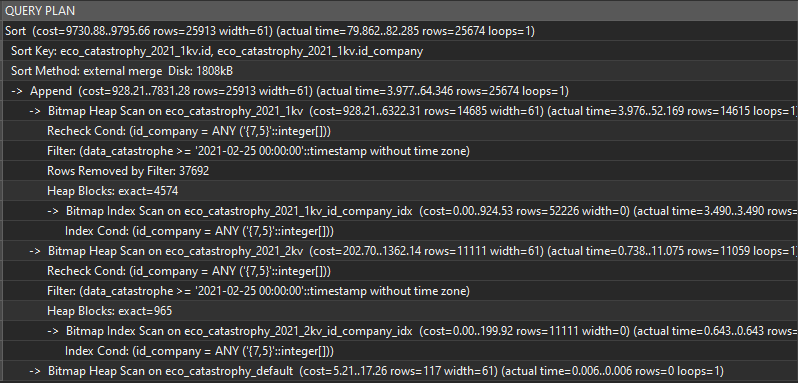 QUERY PLAN
Sort (cost=9730.88..9795.66 rows=25913 width=61) (actual time=79.862..82.285 rows=25674 loops=1)
Sort Key: eco_catastrophy_2021_1kv.id, eco_catastrophy_2021_1kv.id_company
Sort Method: external merge Disk: 1808kB
-> Append (cost=928.21..7831.28 rows=25913 width=61) (actual time=3.977..64.346 rows=25674 loops=1)
-> Bitmap Heap Scan on eco_catastrophy_2021_1kv (cost=928.21..6322.31 rows=14685 width=61) (actual time=3.976..52.169 rows=14615 loops=1)
Recheck Cond: (id_company = ANY ('{7,5}'::integer[]))
Filter: (data_catastrophe >= '2021-02-25 00:00:00'::timestamp without time zone)
Rows Removed by Filter: 37692
Heap Blocks: exact=4574
-> Bitmap Index Scan on eco_catastrophy_2021_1kv_id_company_idx (cost=0.00..924.53 rows=52226 width=0) (actual time=3.490..3.490 rows=
Index Cond: (id_company = ANY ('{7,5}'::integer[]))
-> Bitmap Heap Scan on eco_catastrophy_2021_2kv (cost=202.70..1362.14 rows=11111 width=61) (actual time=0.738..11.075 rows=11059 loops=1)
Recheck Cond: (id_company = ANY ('{7,5}'::integer[]))
Filter: (data_catastrophe >= '2021-02-25 00:00:00'::timestamp without time zone)
Heap Blocks: exact=965
-> Bitmap Index Scan on eco_catastrophy_2021_2kv_id_company_idx (cost=0.00..199.92 rows=11111 width=0) (actual time=0.643..0.643 rows=
Index Cond: (id_company = ANY ('{7,5}'::integer[]))
-> Bitmap Heap Scan on eco_catastrophy_default (cost=5.21..17.26 rows=117 width=61) (actual time=0.006..0.006 rows=0 loops=1)